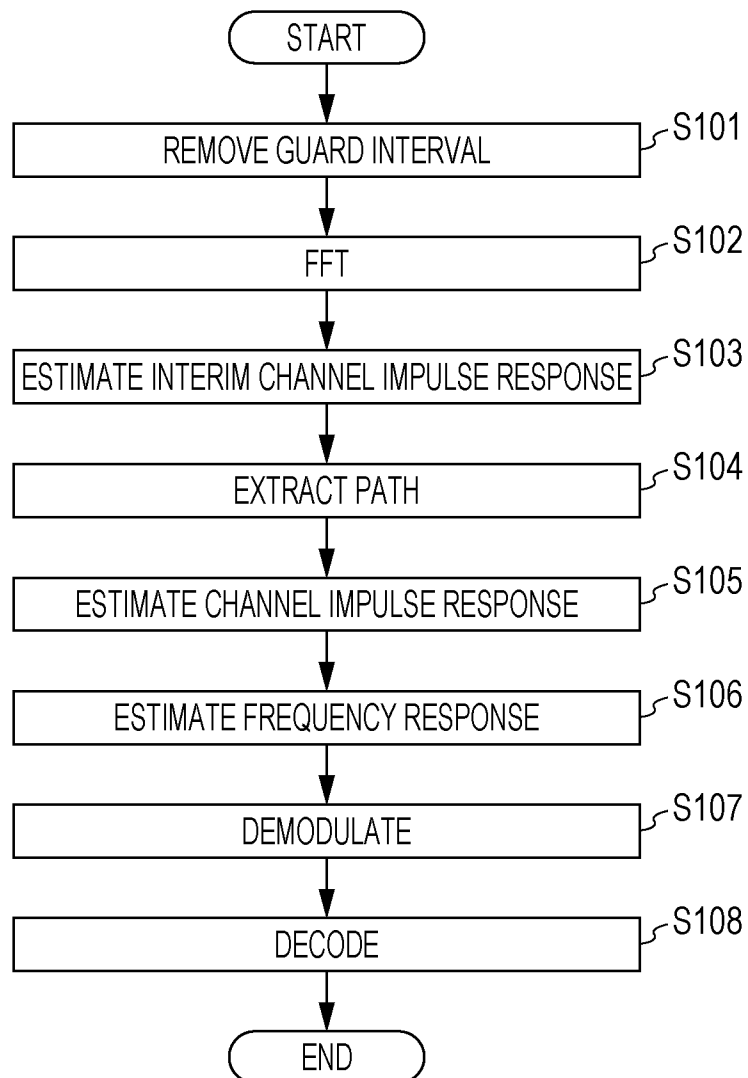 START
REMOVE GUARD INTERVAL
S101
FFT
S102
ESTIMATE INTERIM CHANNEL IMPULSE RESPONSE
S103
EXTRACT PATH
S104
ESTIMATE CHANNEL IMPULSE RESPONSE
S105
ESTIMATE FREQUENCY RESPONSE
S106
DEMODULATE
S107
DECODE
S108
END